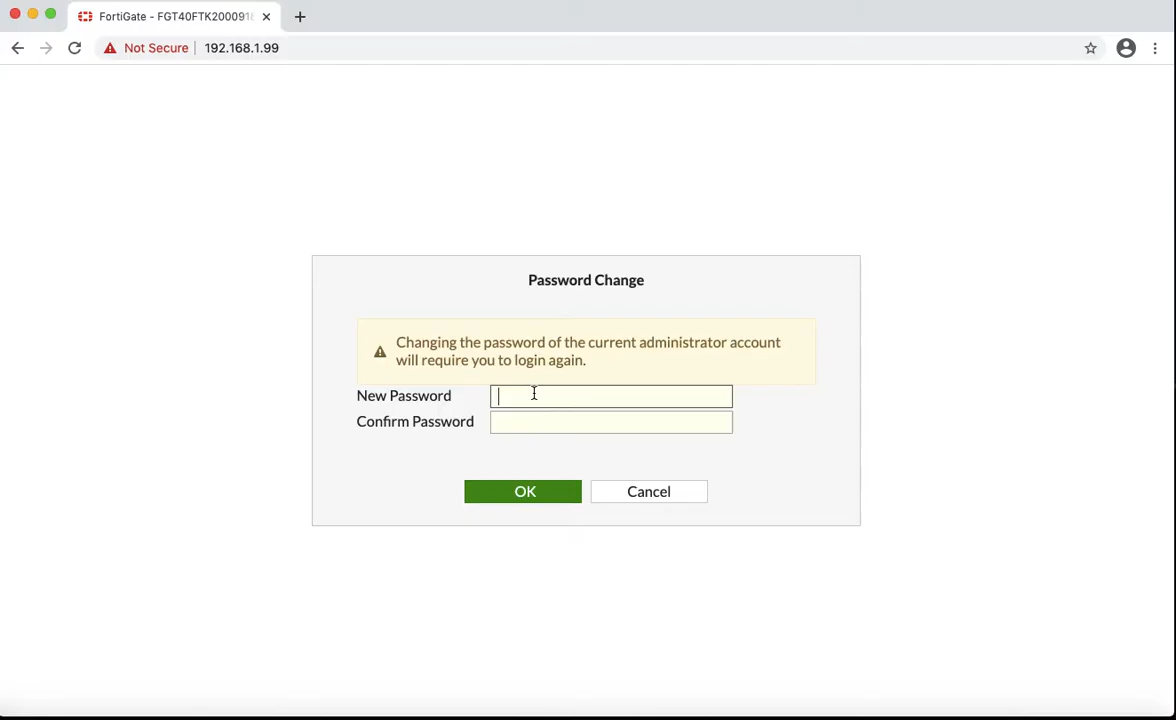 FortiGate - FGT40FTK2000918
Not Secure
192.168.1.99
Password Change
Changing the password of the current administrator account
will require you to login again.
New Password
Confirm Password
OK
Cancel